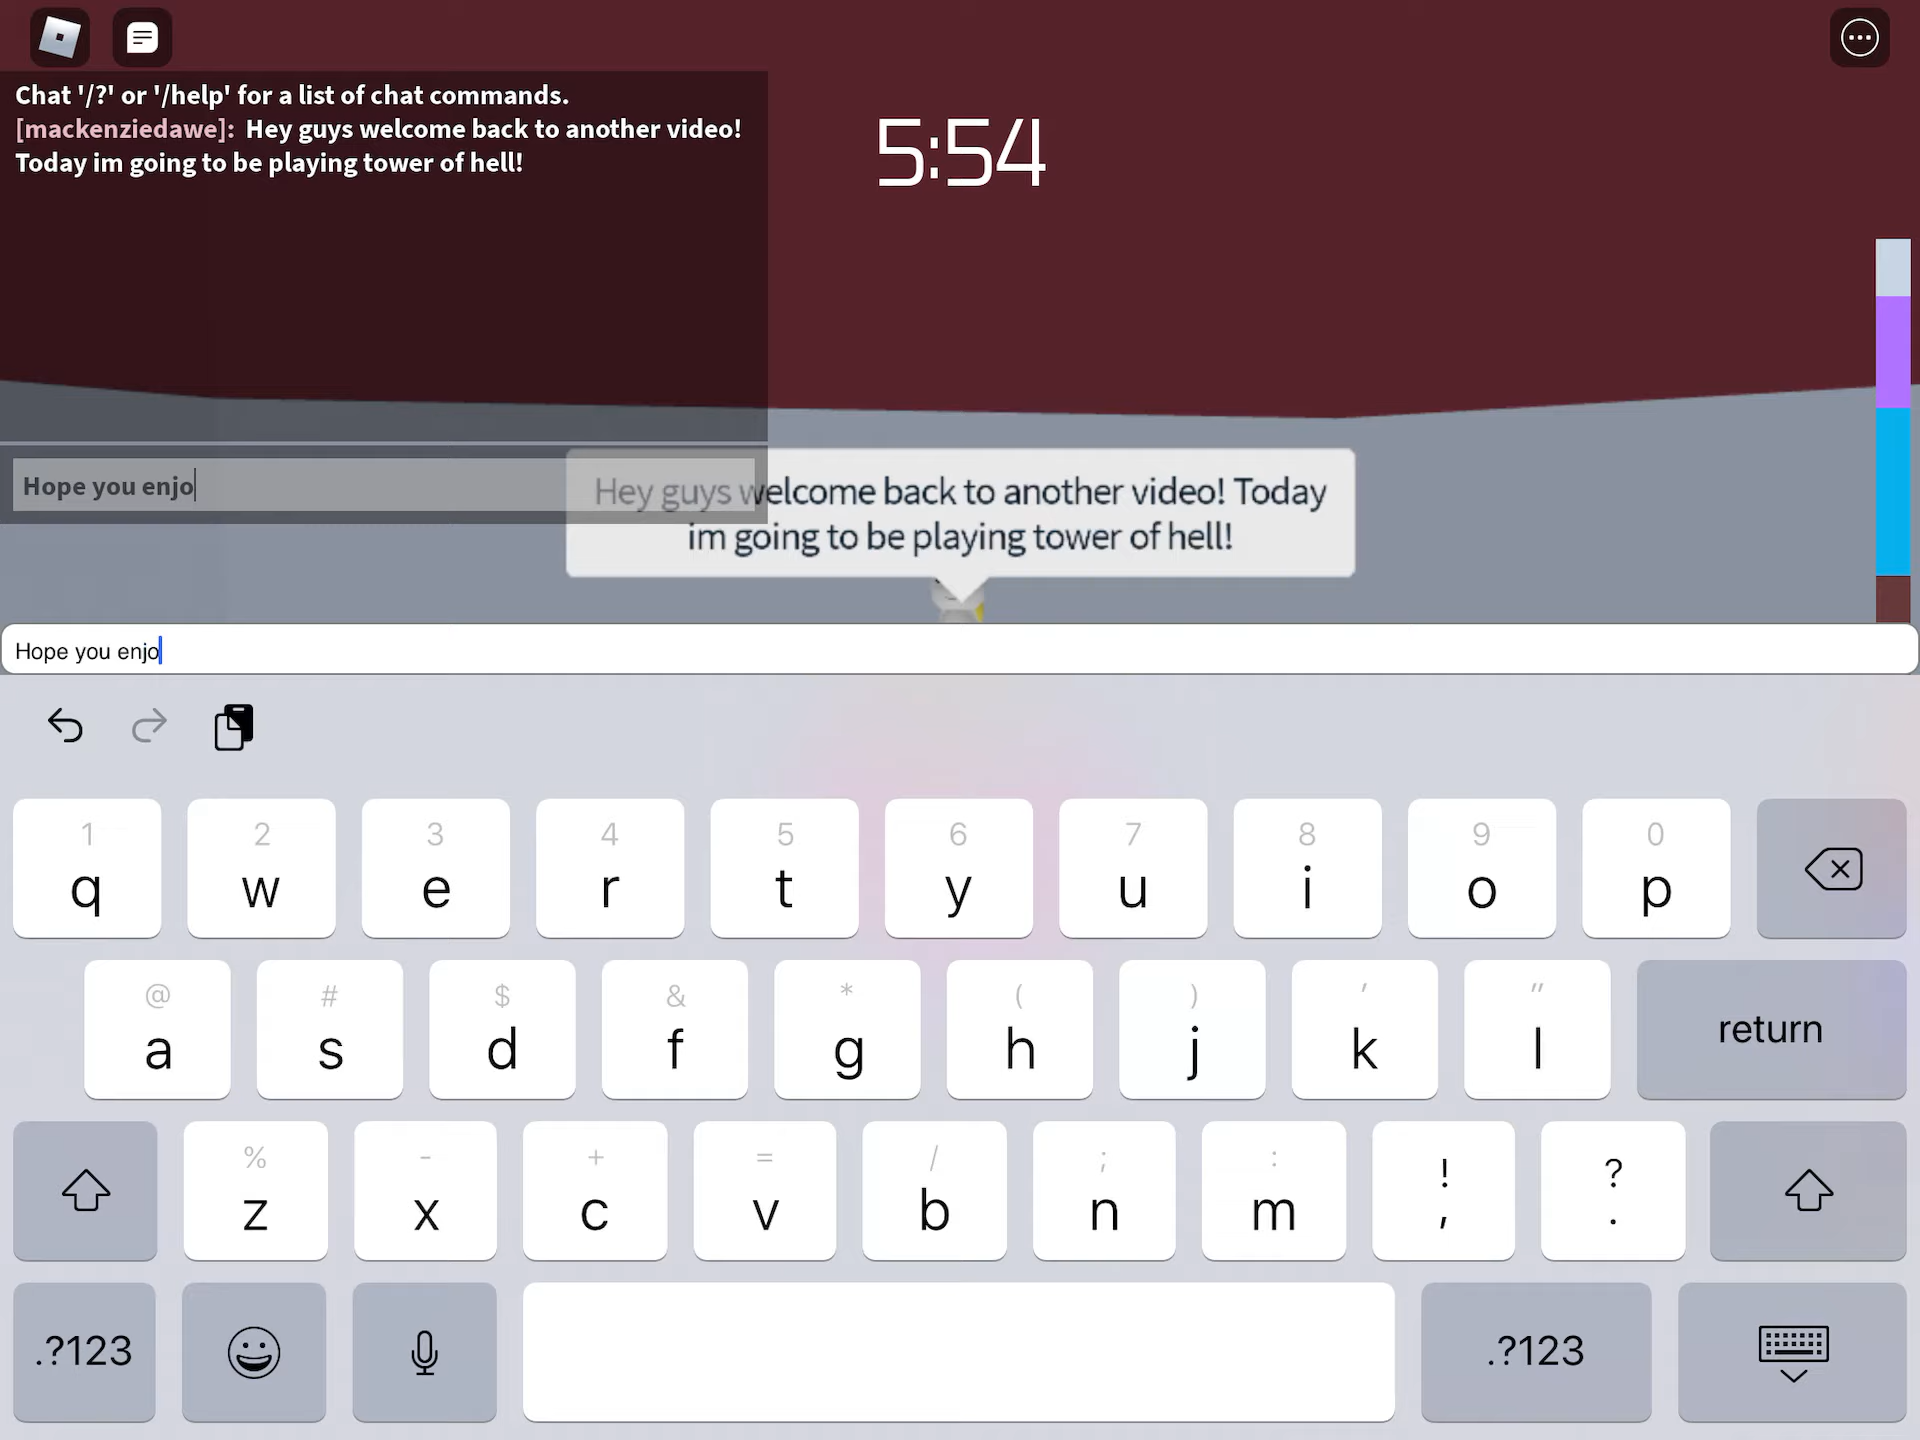 Chat '/?' or '/help' for a list of chat commands.
[mackenziedawe]: Hey guys welcome back to another video!
Today im going to be playing tower of hell!
5:54
Hope you enjo
Hey guys welcome back to another video! Today
im going to be playing tower of hell!
Hope you enjo
1 2 3 4 5 6 7 8 9 0
q w e r t y u i o p
@ # $ & * ( ) ' "
a s d f g h j k l return
% - + = / ; : ! ?
z x c v b n m , .
.?123 .?123